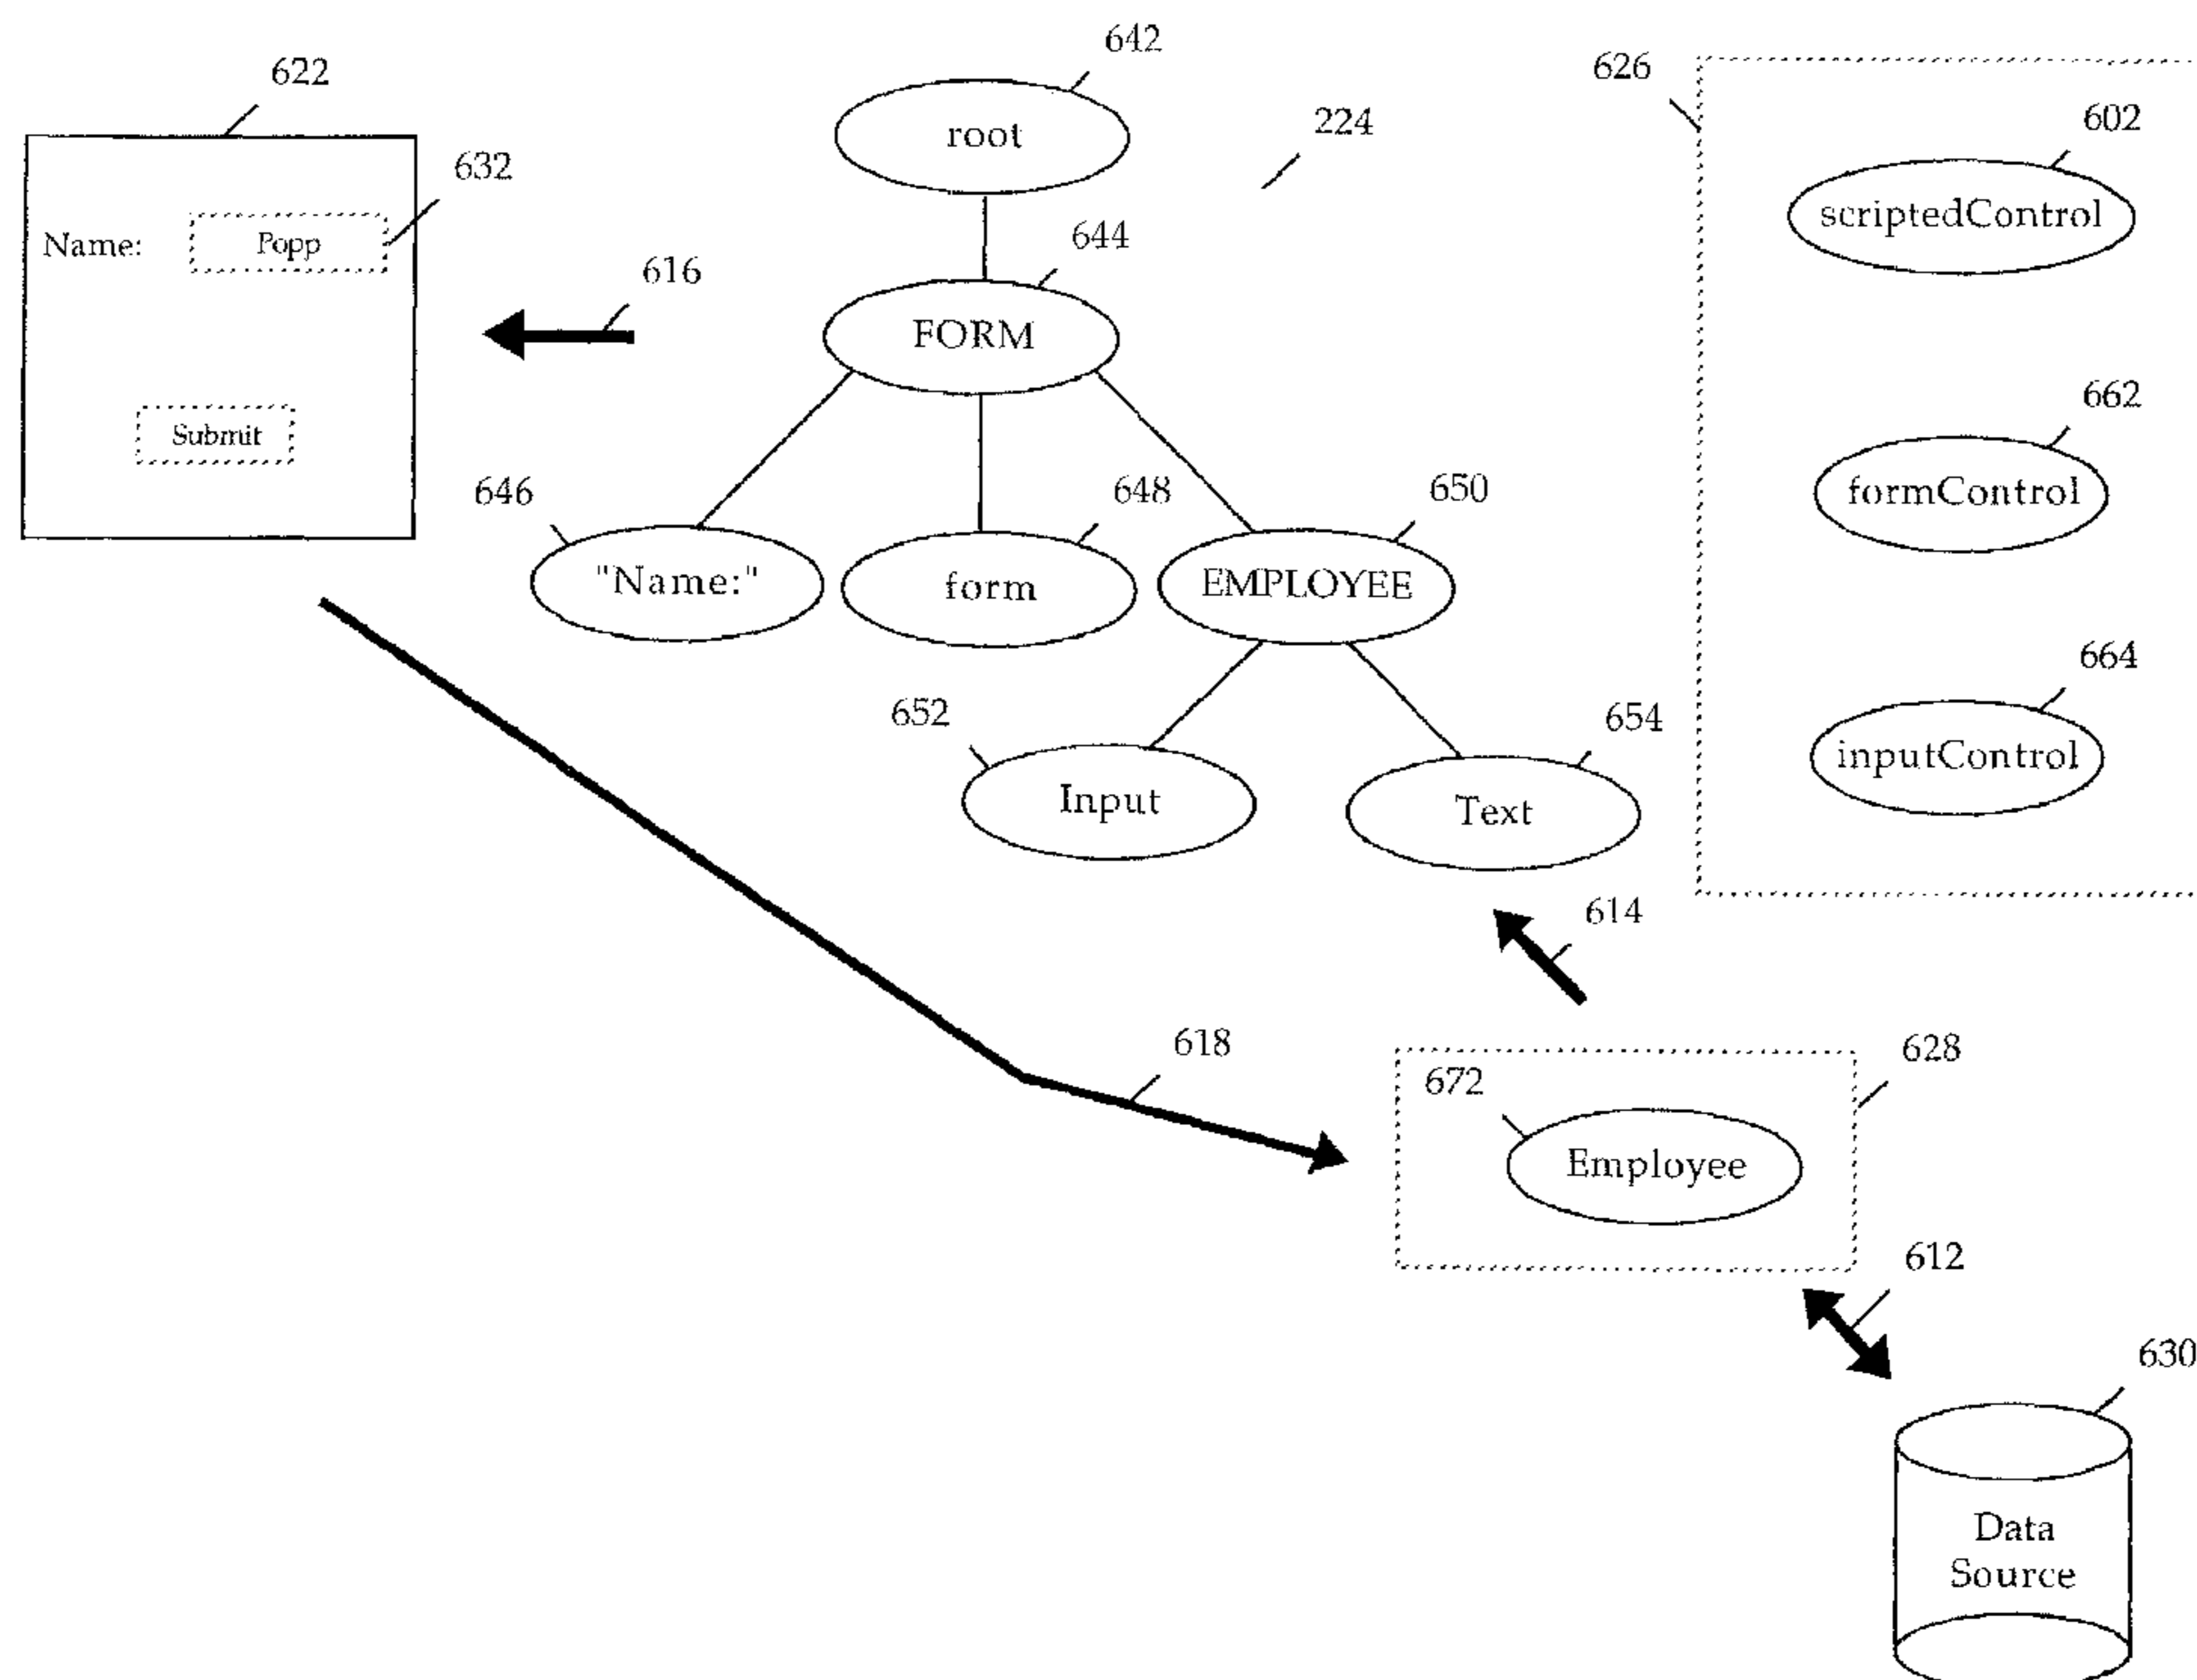 642
622
626
224
602
root
632
scriptedControl
Name:
Popp
644
616
FORM
662
Submit
646
648
650
formControl
"Name:"
form
EMPLOYEE
664
652
654
inputControl
Input
Text
614
618
628
672
Employee
612
630
Data
Source